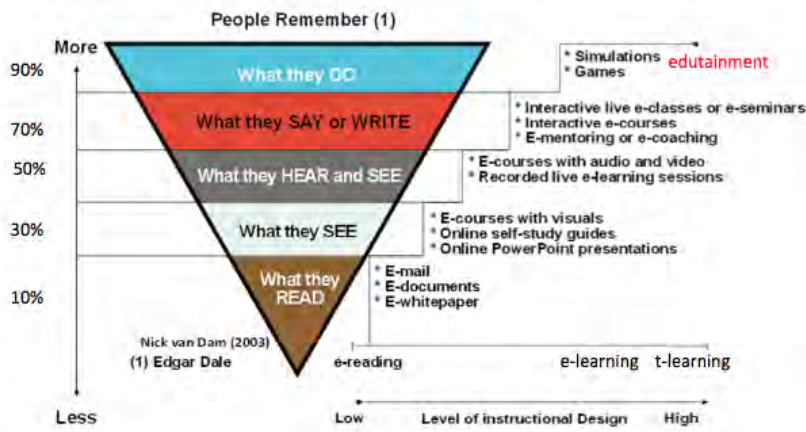 People Remember (1)
More
90%
What they DO
* Simulations
* Games
edutainment
70%
What they SAY or WRITE
* Interactive live e-classes or e-seminars
* Interactive e-courses
* E-mentoring or e-coaching
50%
What they HEAR and SEE
* E-courses with audio and video
* Recorded live e-learning sessions
30%
What they SEE
* E-courses with visuals
* Online self-study guides
* Online PowerPoint presentations
10%
What they
READ
* E-mail
* E-documents
* E-whitepaper
Nick van Dam (2003)
(1) Edgar Dale
e-reading
e-learning
t-learning
Less
Low
Level of instructional Design
High